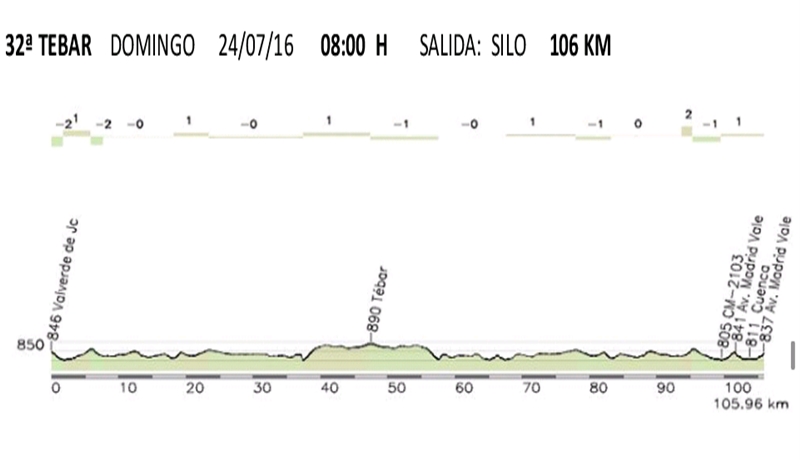 32ª TEBAR DOMINGO 24/07/16 08:00 H SALIDA: SILO 106 KM
-2 1 -2 -0 1 -0 1 -1 -0 1 -1 0 2 -1 1
846 Valverde de Jc
890 Tébar
805 CM-2103
841 Av. Madrid Vale
811 Cuenca
837 Av. Madrid Vale
850
0 10 20 30 40 50 60 70 80 90 100
105.96 km